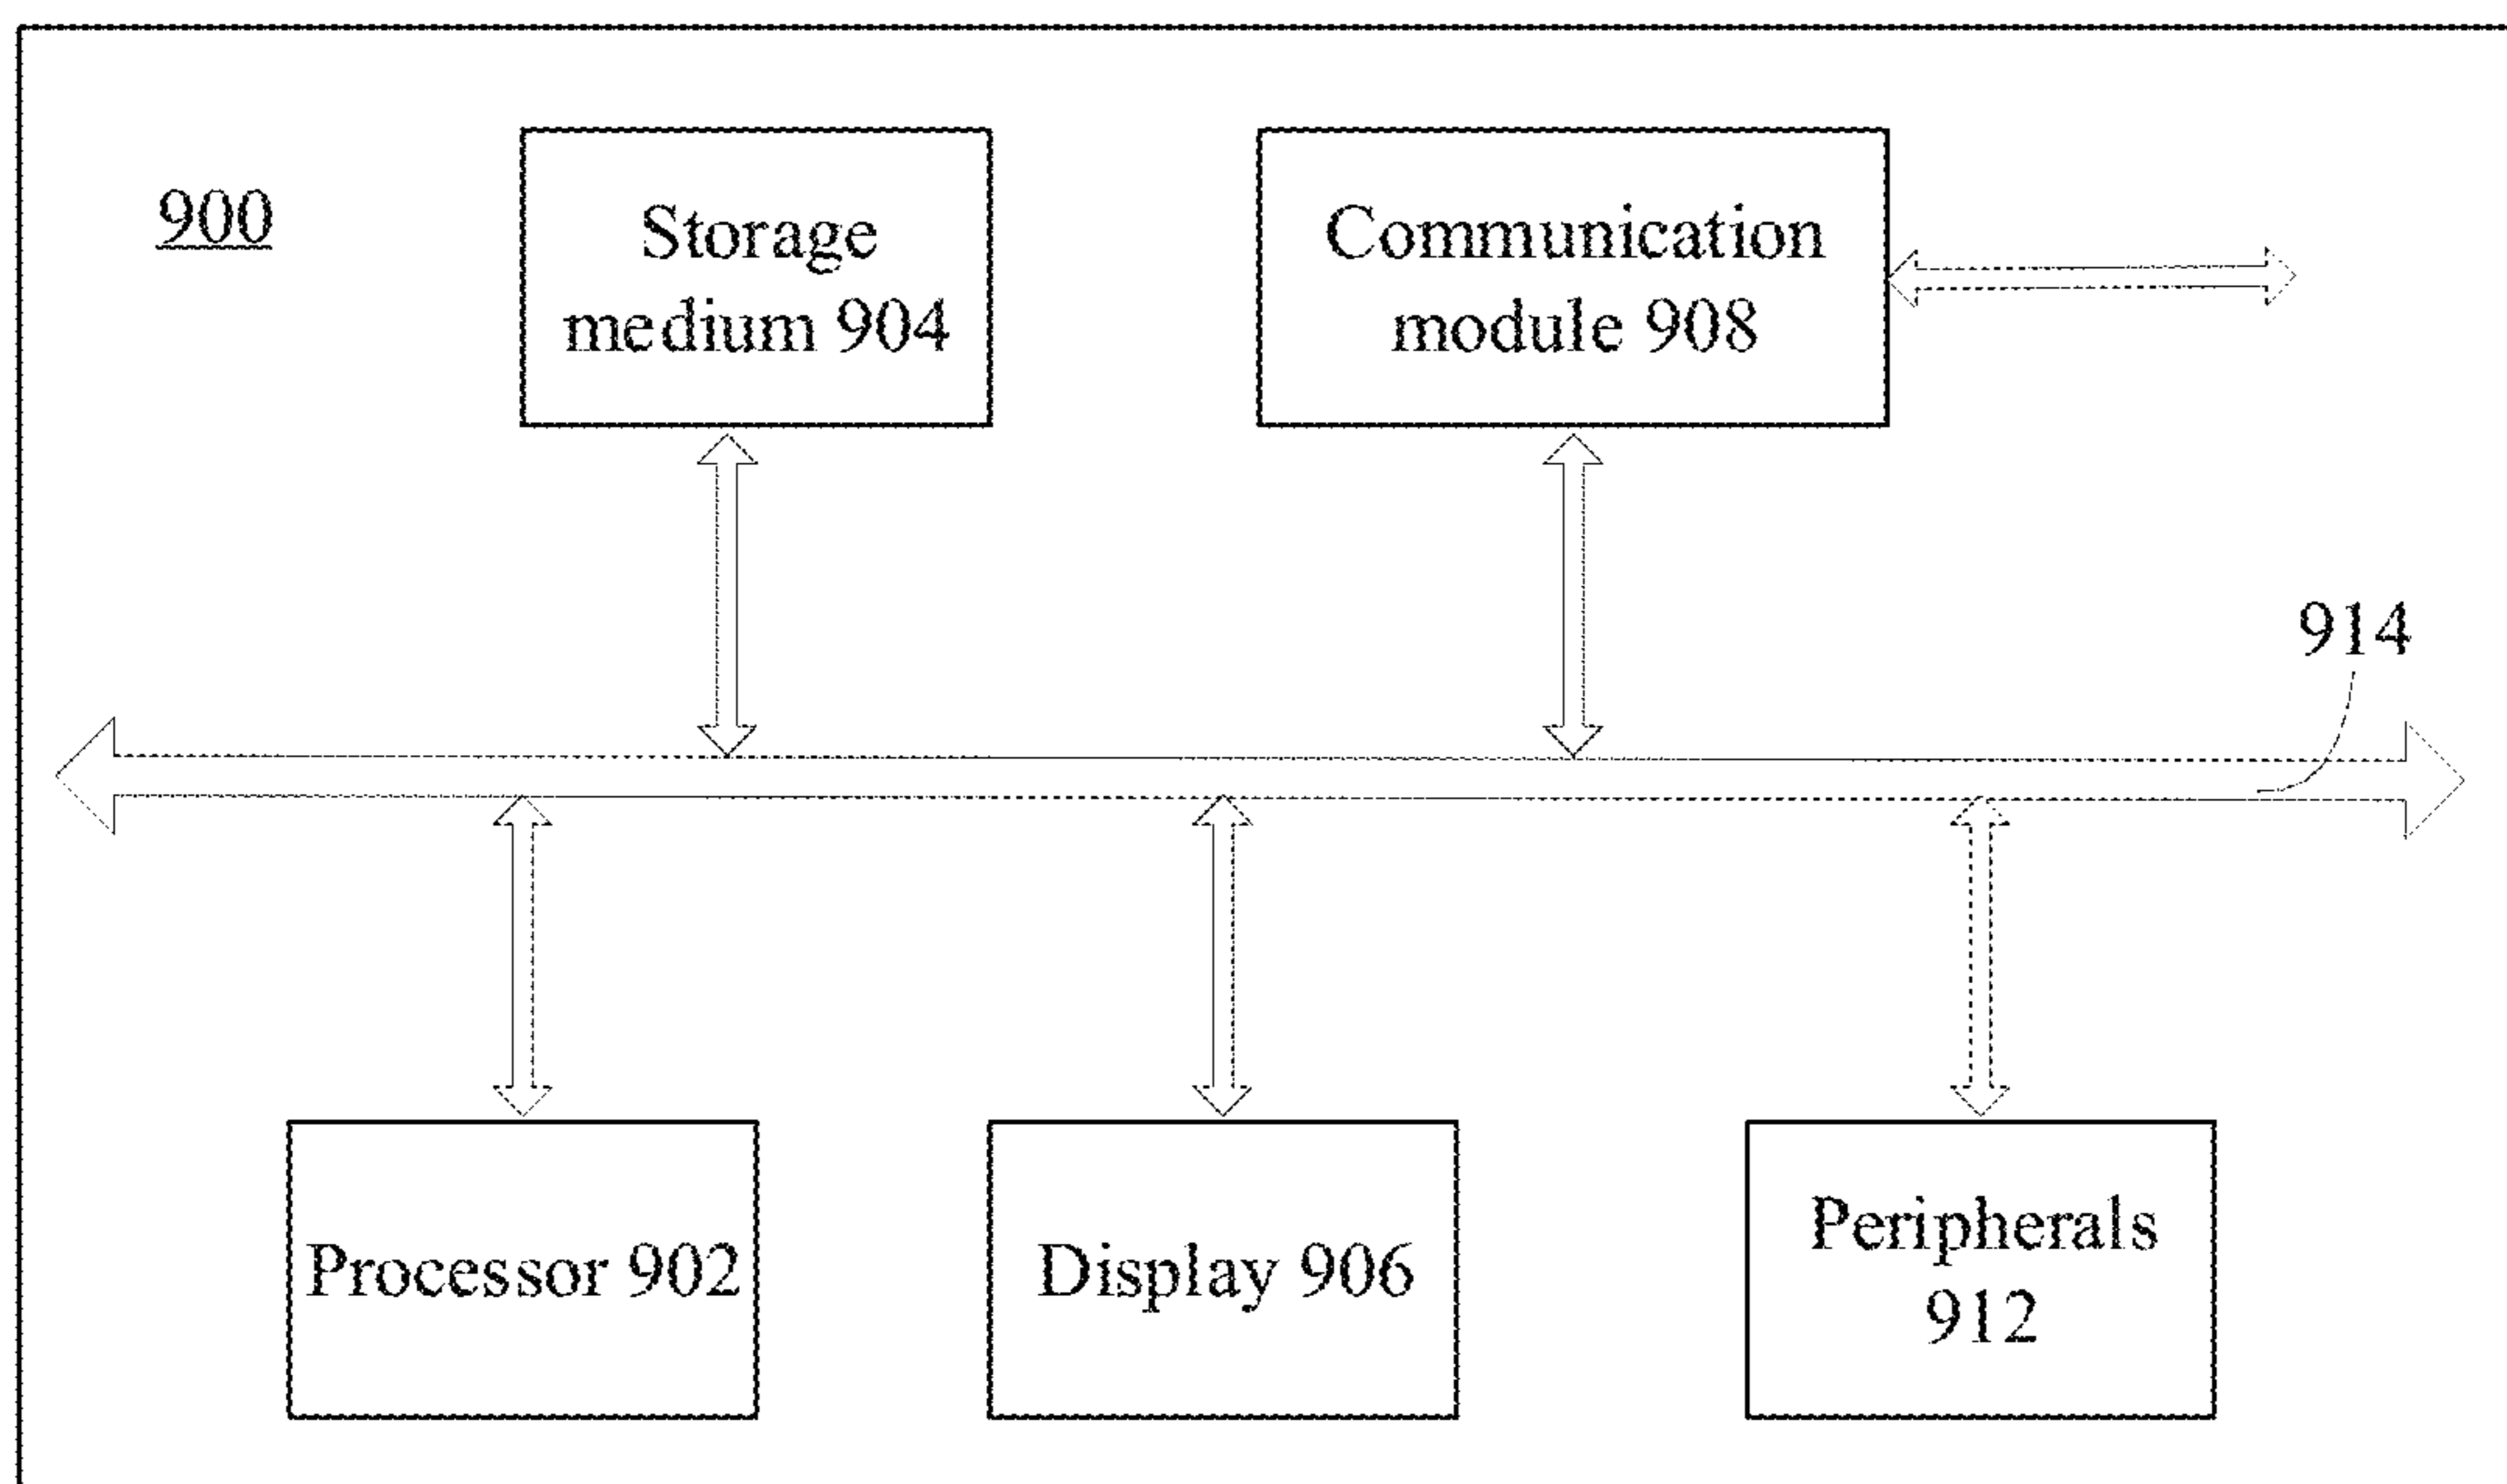 900
Storage
medium 904
Communication
module 908
914
Processor 902
Display 906
Peripherals
912